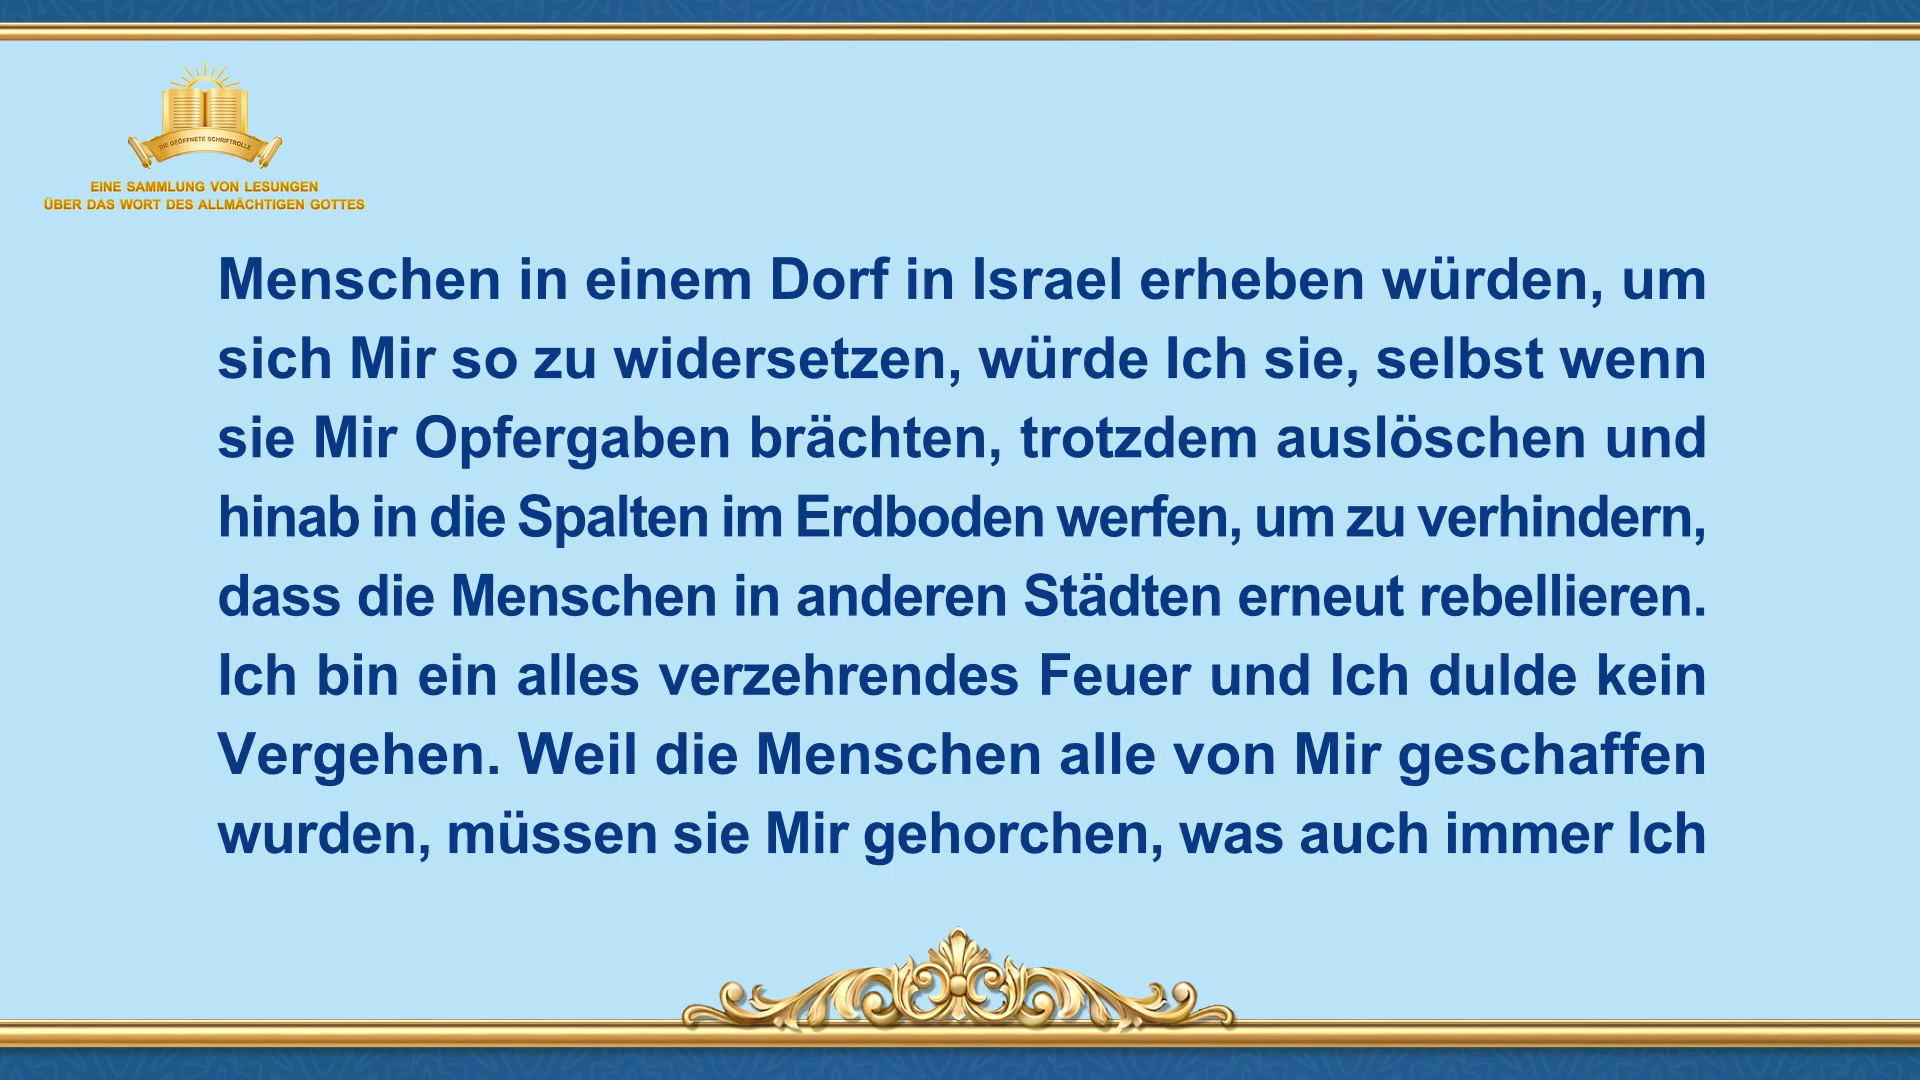 DIE GEÖFFNETE SCHRIFTROLLE
EINE SAMMLUNG VON LESUNGEN
ÜBER DAS WORT DES ALLMÄCHTIGEN GOTTES
Menschen in einem Dorf in Israel erheben würden, um
sich Mir so zu widersetzen, würde Ich sie, selbst wenn
sie Mir Opfergaben brächten, trotzdem auslöschen und
hinab in die Spalten im Erdboden werfen, um zu verhindern,
dass die Menschen in anderen Städten erneut rebellieren.
Ich bin ein alles verzehrendes Feuer und Ich dulde kein
Vergehen. Weil die Menschen alle von Mir geschaffen
wurden, müssen sie Mir gehorchen, was auch immer Ich